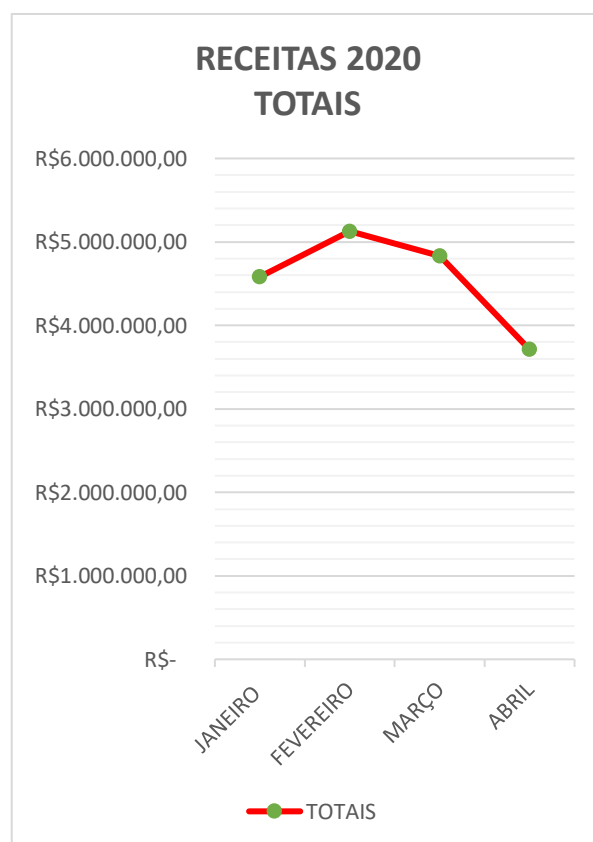 RECEITAS 2020
TOTAIS
R$6.000.000,00
R$5.000.000,00
R$4.000.000,00
R$3.000.000,00
R$2.000.000,00
R$1.000.000,00
R$-
JANEIRO
FEVEREIRO
MARÇO
ABRIL
TOTAIS